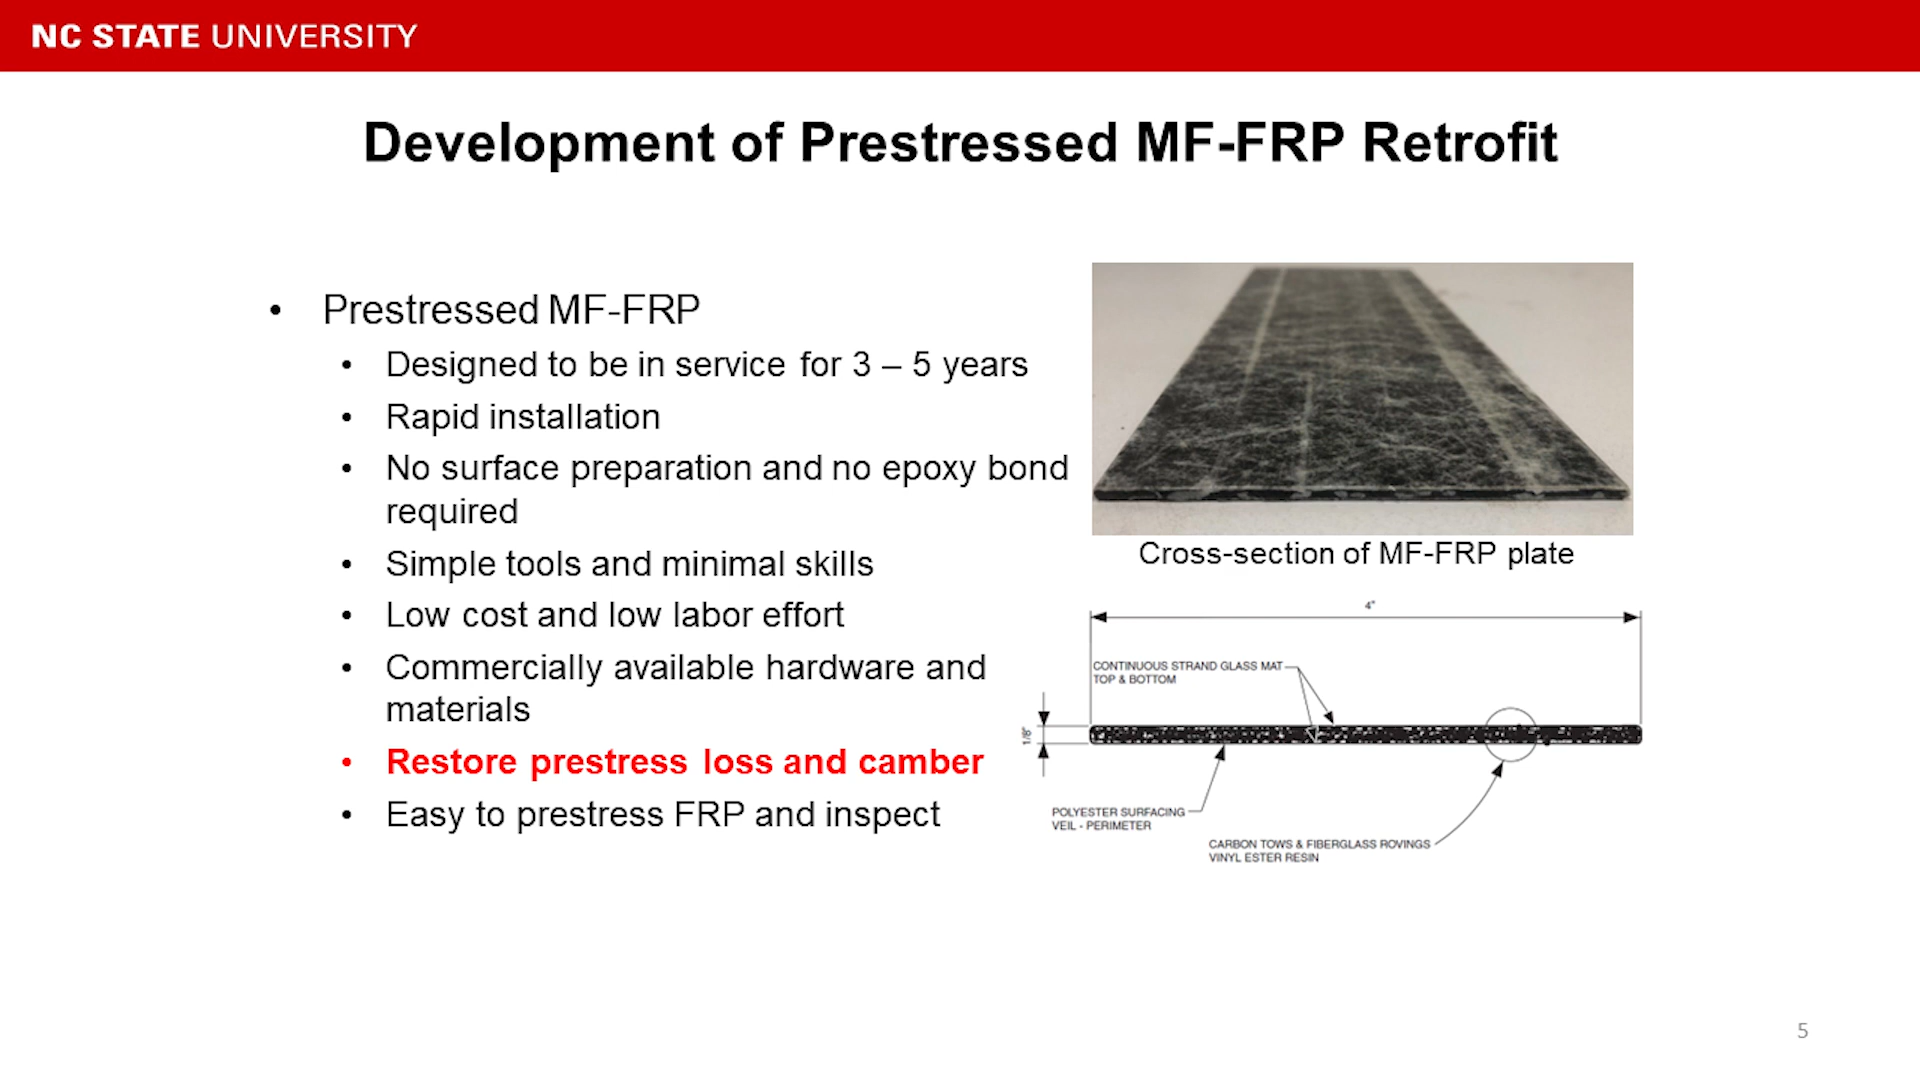 NC STATE UNIVERSITY
Development of Prestressed MF-FRP Retrofit
• Prestressed MF-FRP
• Designed to be in service for 3 – 5 years
• Rapid installation
• No surface preparation and no epoxy bond
required
• Simple tools and minimal skills
• Low cost and low labor effort
• Commercially available hardware and
materials
• Restore prestress loss and camber
• Easy to prestress FRP and inspect
Cross-section of MF-FRP plate
4"
CONTINUOUS STRAND GLASS MAT
TOP & BOTTOM
1/8"
POLYESTER SURFACING
VEIL - PERIMETER
CARBON TOWS & FIBERGLASS ROVINGS
VINYL ESTER RESIN
5